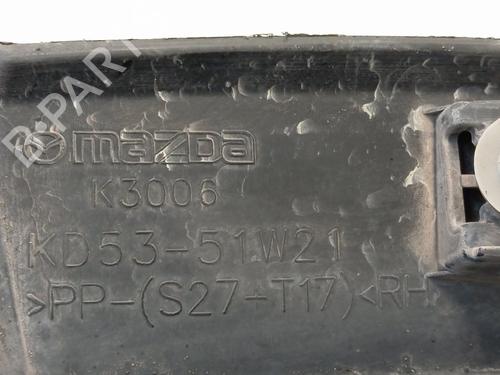 mazda
K3006
KD53-51W21
>PP-(S27+T17)<RH
B-PARTS